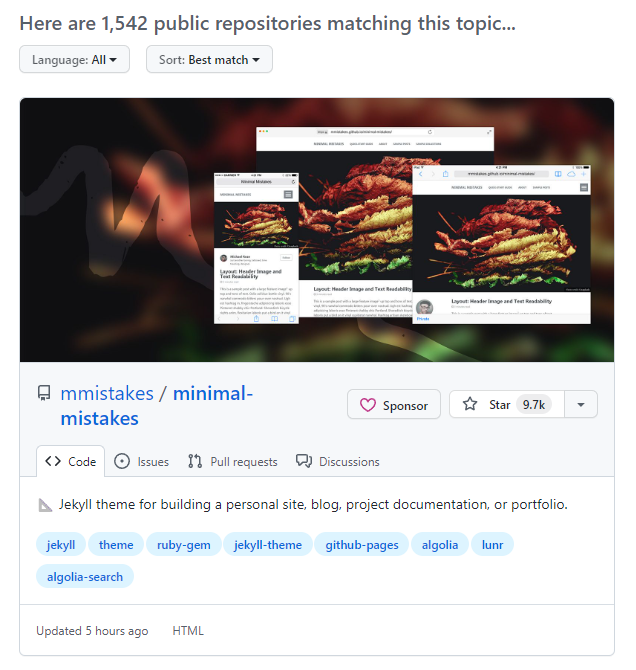 Here are 1,542 public repositories matching this topic...
Language: All
Sort: Best match
Minimal Mistakes
MINIMAL MISTAKES
Layout: Header Image and
Text Readability
Layout: Header Image and Text Readability
Layout: Header Image and Text Readability
mmistakes / minimal-
mistakes
Sponsor
Star 9.7k
Code
Issues
Pull requests
Discussions
Jekyll theme for building a personal site, blog, project documentation, or portfolio.
jekyll
theme
ruby-gem
jekyll-theme
github-pages
algolia
lunr
algolia-search
Updated 5 hours ago
HTML